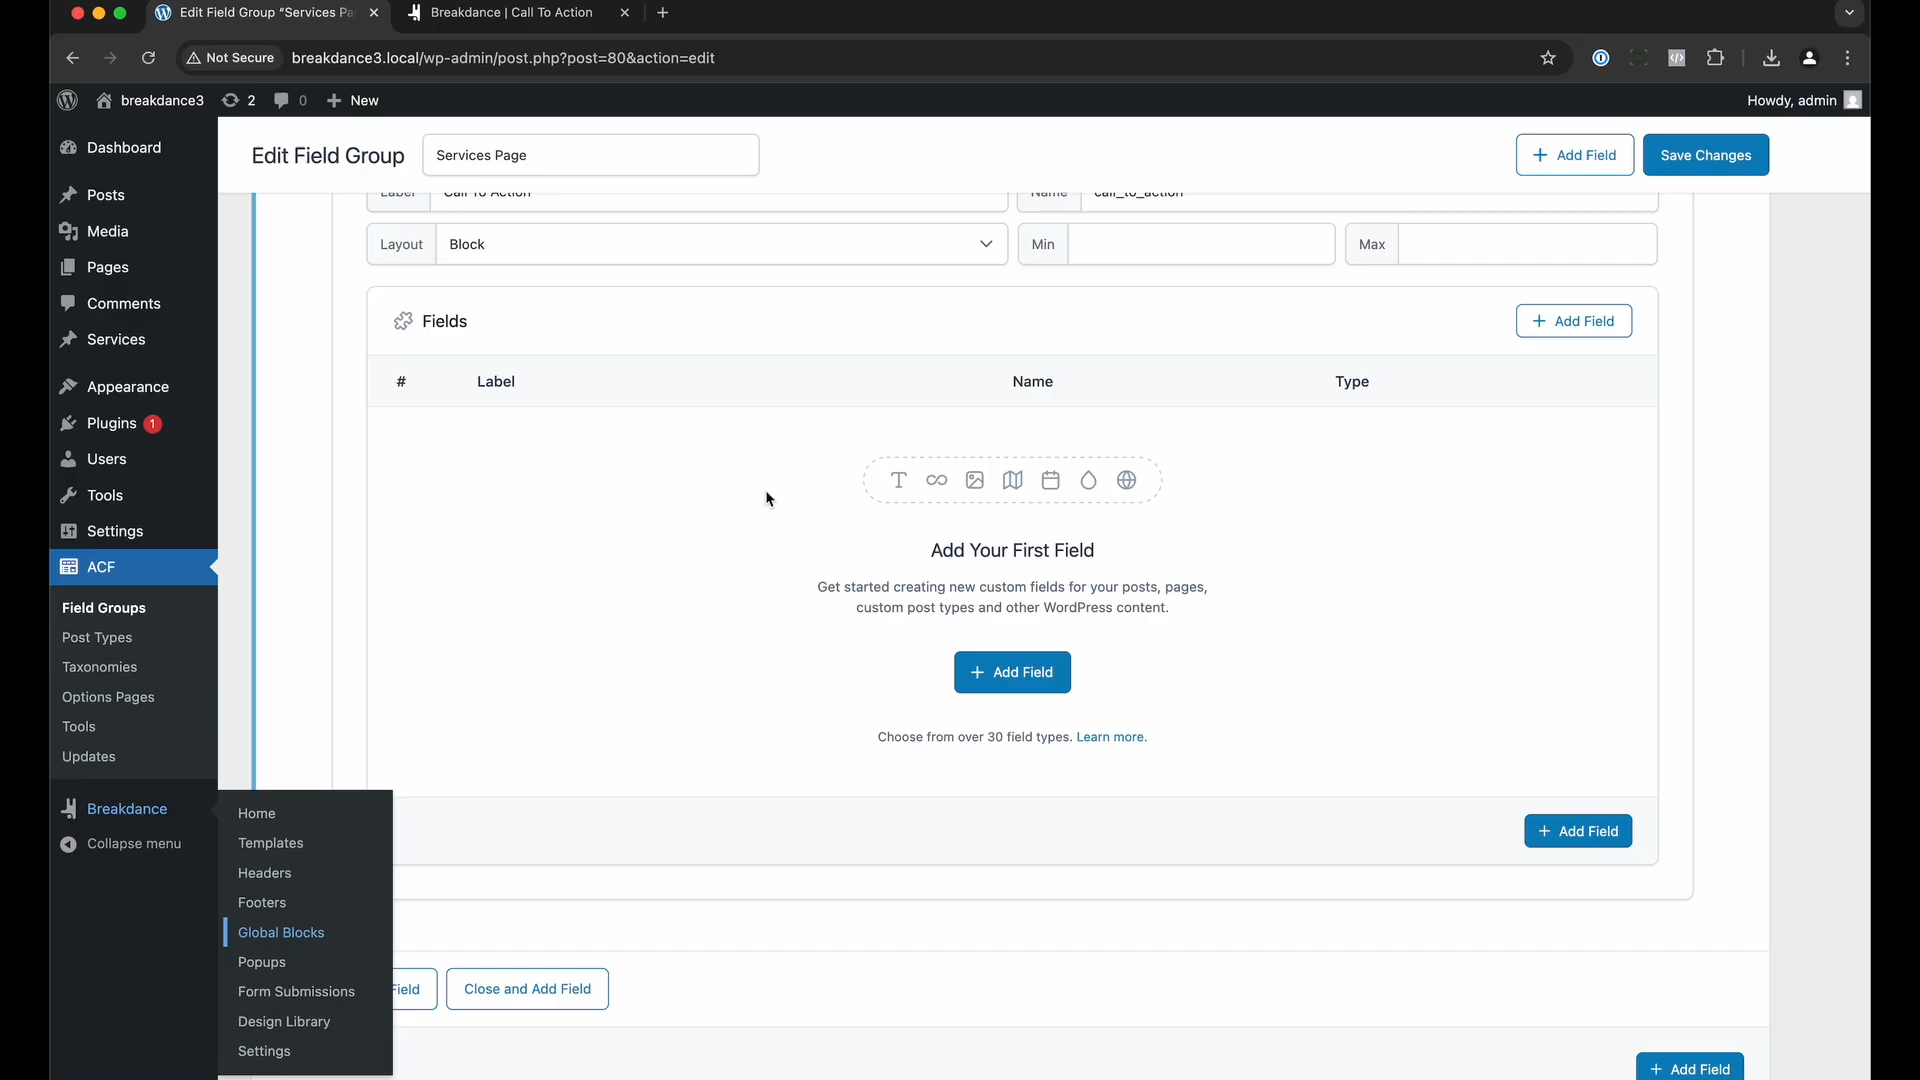 Edit Field Group “Services Pa
Breakdance | Call To Action
Not Secure
breakdance3.local/wp-admin/post.php?post=80&action=edit
breakdance3
2
0
New
Howdy, admin
Dashboard
Posts
Media
Pages
Comments
Services
Appearance
Plugins 1
Users
Tools
Settings
ACF
Field Groups
Post Types
Taxonomies
Options Pages
Tools
Updates
Breakdance
Collapse menu
Home
Templates
Headers
Footers
Global Blocks
Popups
Form Submissions
Design Library
Settings
Edit Field Group
Services Page
+ Add Field
Save Changes
Label
Call To Action
Name
call_to_action
Layout
Block
Min
Max
Fields
+ Add Field
#
Label
Name
Type
Add Your First Field
Get started creating new custom fields for your posts, pages,
custom post types and other WordPress content.
+ Add Field
Choose from over 30 field types. Learn more.
+ Add Field
Field
Close and Add Field
+ Add Field